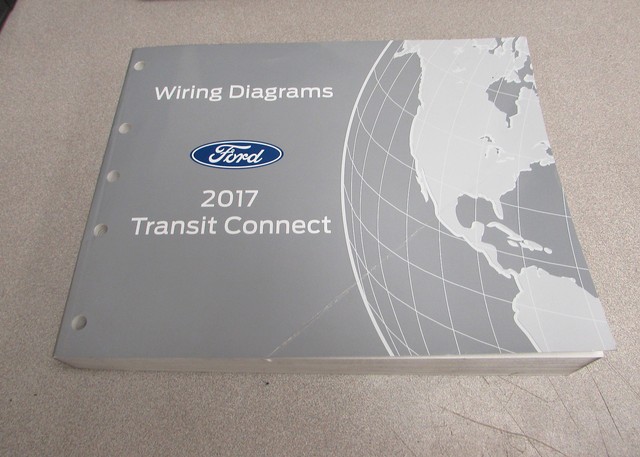 Wiring Diagrams
Ford
2017
Transit Connect